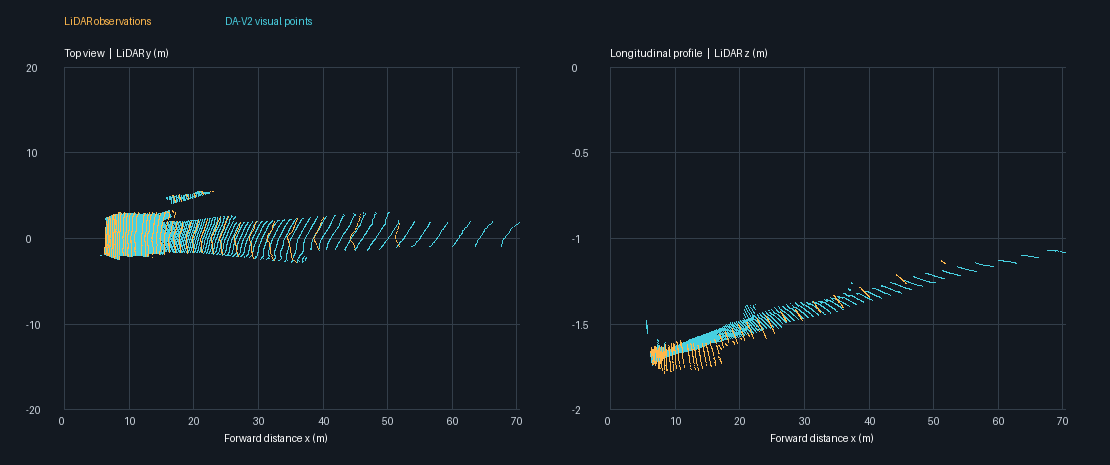 LiDAR observations DA-V2 visual points
Top view | LiDAR y (m) Longitudinal profile | LiDAR z (m)
20 0
10 -0.5
0 -1
-10 -1.5
-20 -2
0 10 20 30 40 50 60 70 0 10 20 30 40 50 60 70
Forward distance x (m) Forward distance x (m)